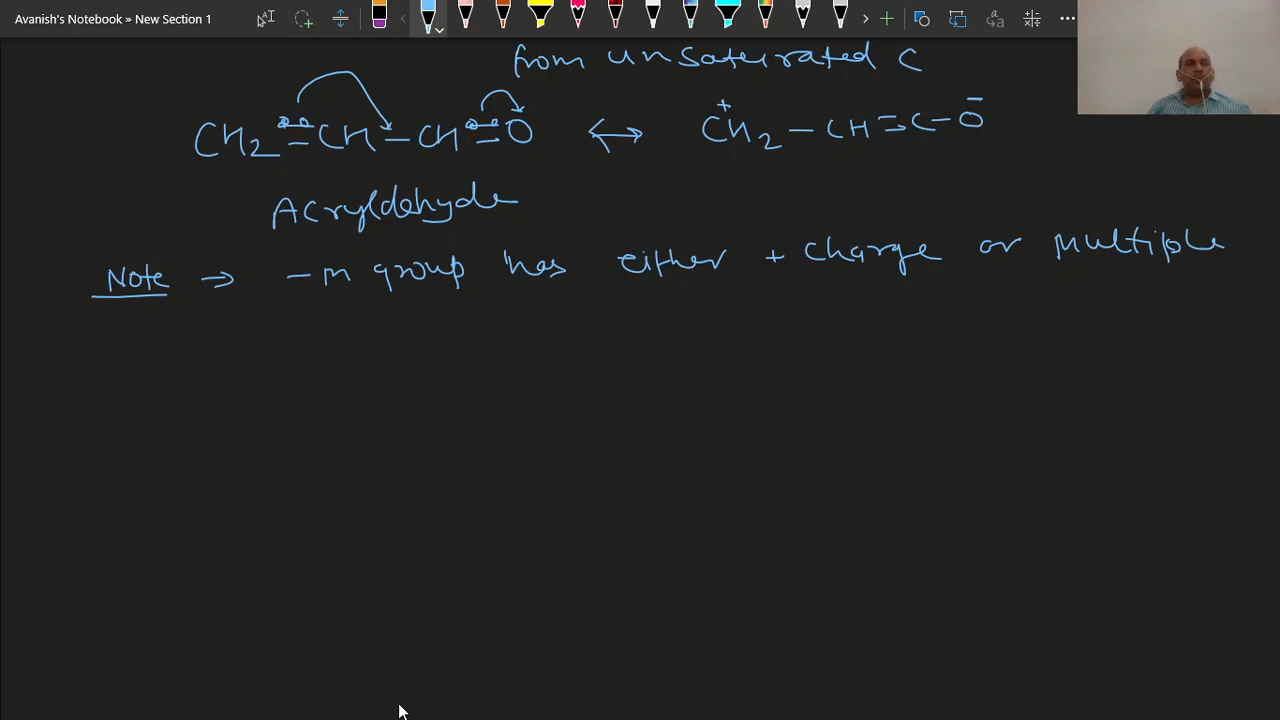 Avanish's Notebook » New Section 1
from unsaturated C
CH2=CH-CH=O ↔ C⁺H2-CH=C-O⁻
Acryldehyde
Note → -m group has either + charge or multiple